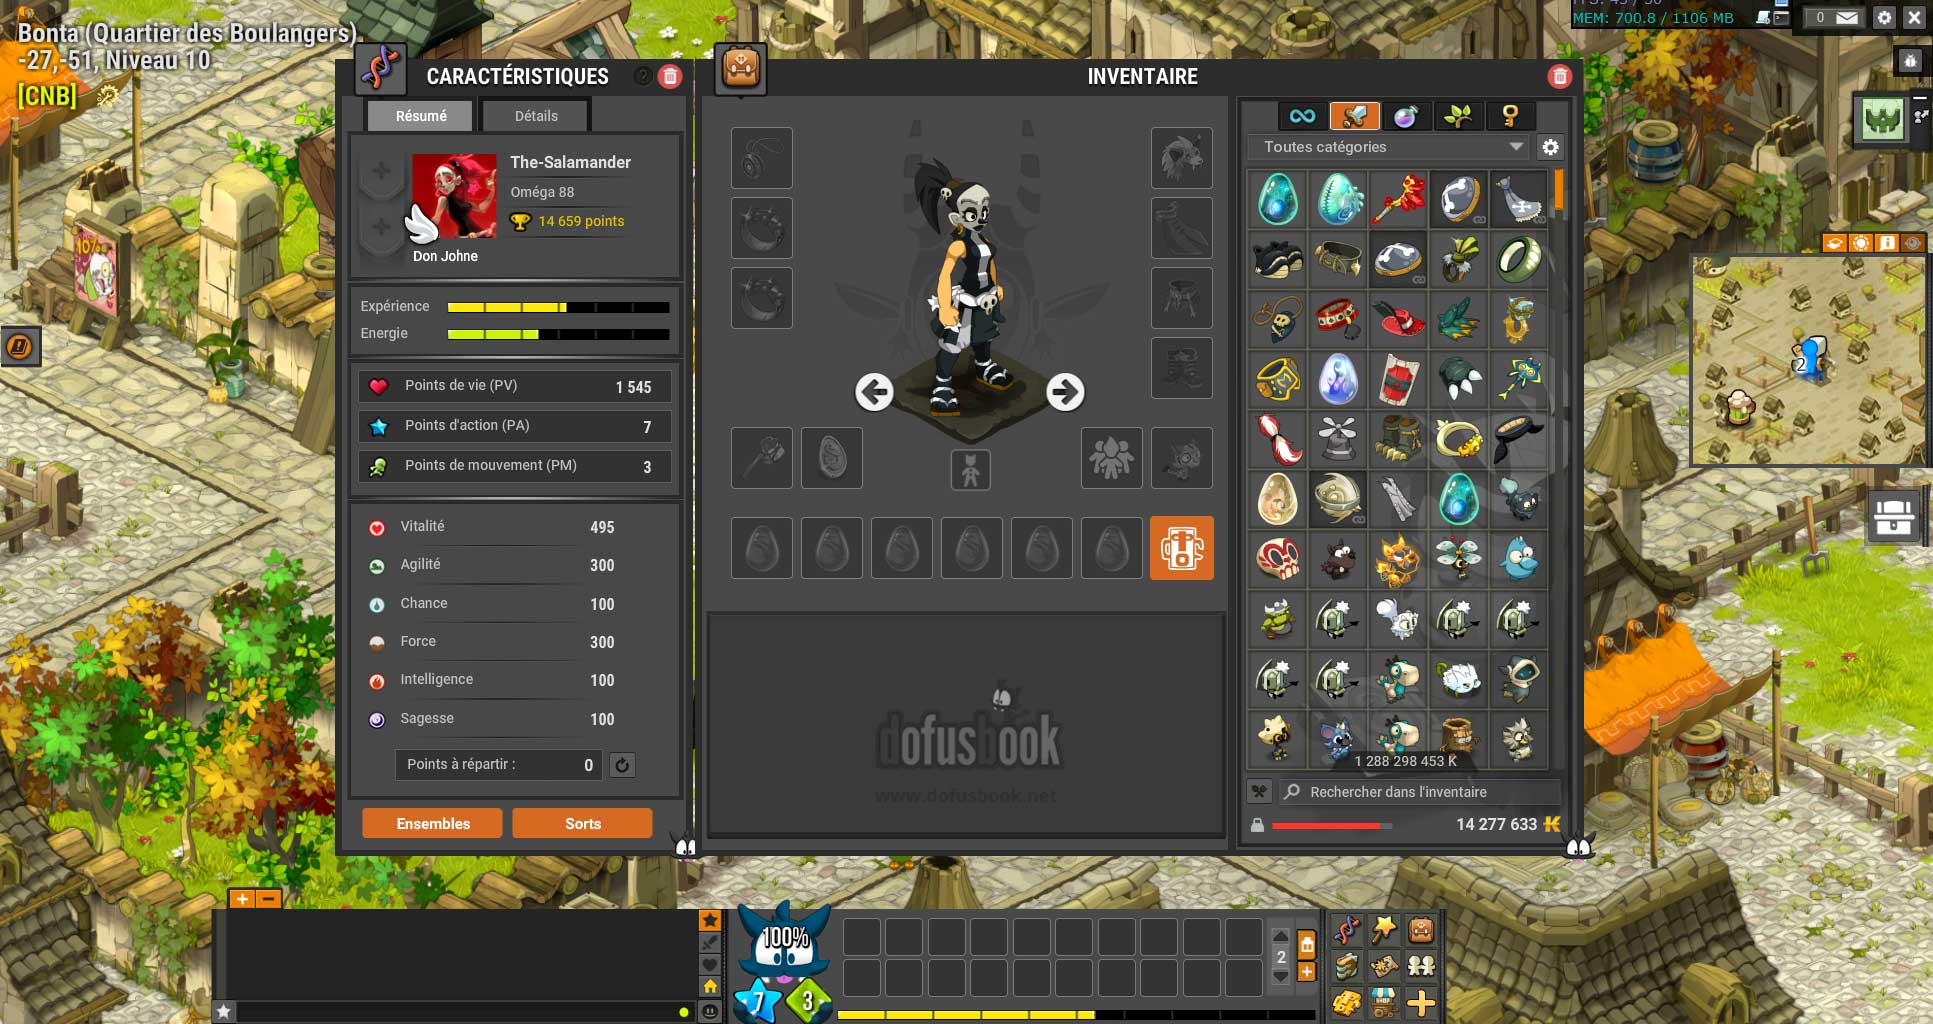 Bonta (Quartier des Boulangers)
-27,-51, Niveau 10
[CNB]
MEM: 700.8 / 1106 MB
0
CARACTÉRISTIQUES
?
Résumé
Détails
The-Salamander
Oméga 88
14 659 points
Don Johne
Expérience
Energie
Points de vie (PV)
1 545
Points d'action (PA)
7
Points de mouvement (PM)
3
Vitalité
495
Agilité
300
Chance
100
Force
300
Intelligence
100
Sagesse
100
Points à répartir :
0
Ensembles
Sorts
INVENTAIRE
dofusbook
www.dofusbook.net
Toutes catégories
1 288 298 453 K
Rechercher dans l'inventaire
14 277 633
10%
2
100%
7
3
2
SHOP